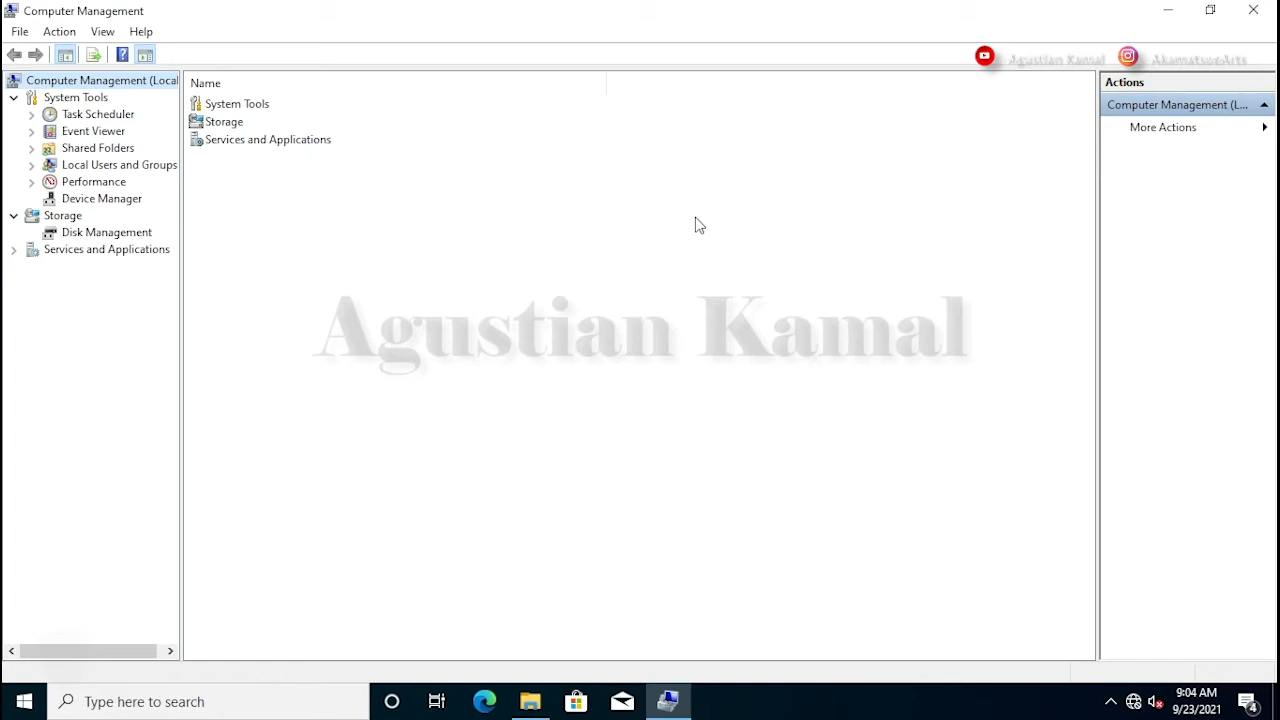 Computer Management
File Action View Help
Agustian Kamal
Computer Management (Local
System Tools
Task Scheduler
Event Viewer
Shared Folders
Local Users and Groups
Performance
Device Manager
Storage
Disk Management
Services and Applications
Name
System Tools
Storage
Services and Applications
Actions
Computer Management (L...
More Actions
Agustian Kamal
Type here to search
9:04 AM
9/23/2021
4